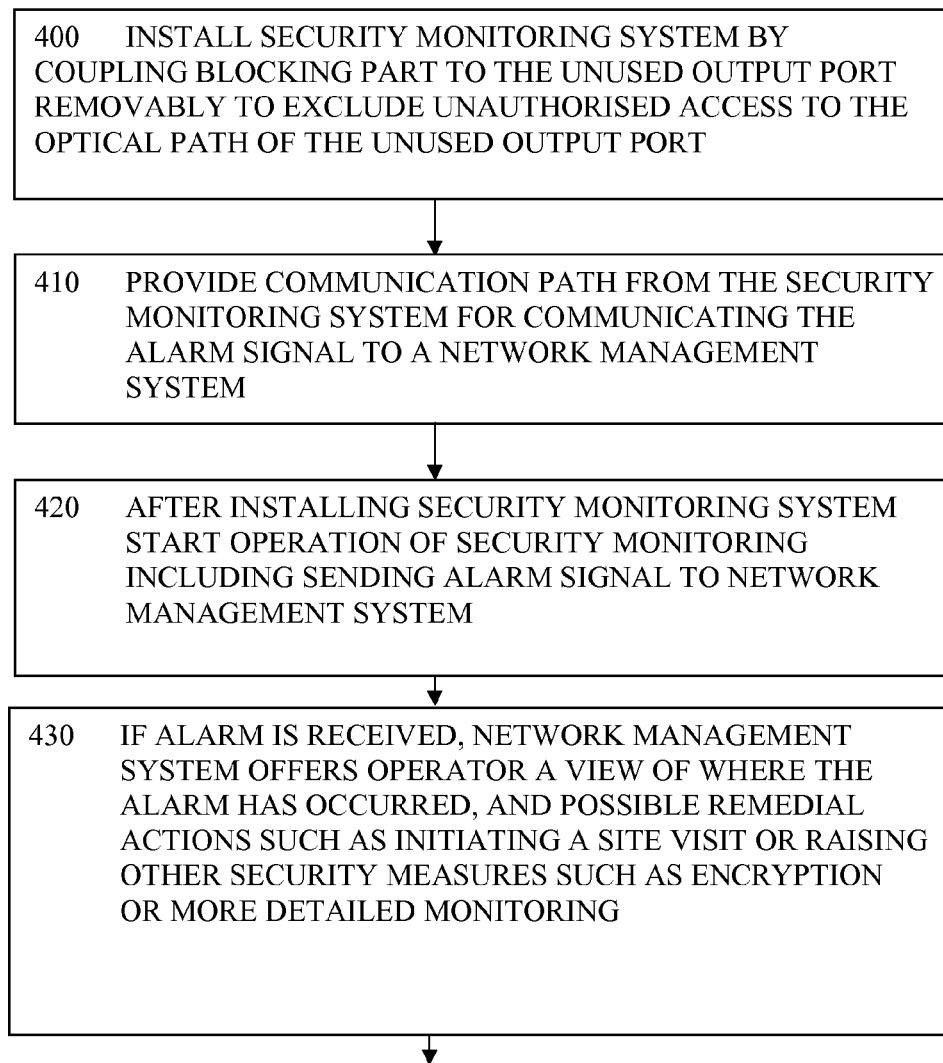 400 INSTALL SECURITY MONITORING SYSTEM BY
COUPLING BLOCKING PART TO THE UNUSED OUTPUT PORT
REMOVABLY TO EXCLUDE UNAUTHORISED ACCESS TO THE
OPTICAL PATH OF THE UNUSED OUTPUT PORT
410 PROVIDE COMMUNICATION PATH FROM THE SECURITY
MONITORING SYSTEM FOR COMMUNICATING THE
ALARM SIGNAL TO A NETWORK MANAGEMENT
SYSTEM
420 AFTER INSTALLING SECURITY MONITORING SYSTEM
START OPERATION OF SECURITY MONITORING
INCLUDING SENDING ALARM SIGNAL TO NETWORK
MANAGEMENT SYSTEM
430 IF ALARM IS RECEIVED, NETWORK MANAGEMENT
SYSTEM OFFERS OPERATOR A VIEW OF WHERE THE
ALARM HAS OCCURRED, AND POSSIBLE REMEDIAL
ACTIONS SUCH AS INITIATING A SITE VISIT OR RAISING
OTHER SECURITY MEASURES SUCH AS ENCRYPTION
OR MORE DETAILED MONITORING